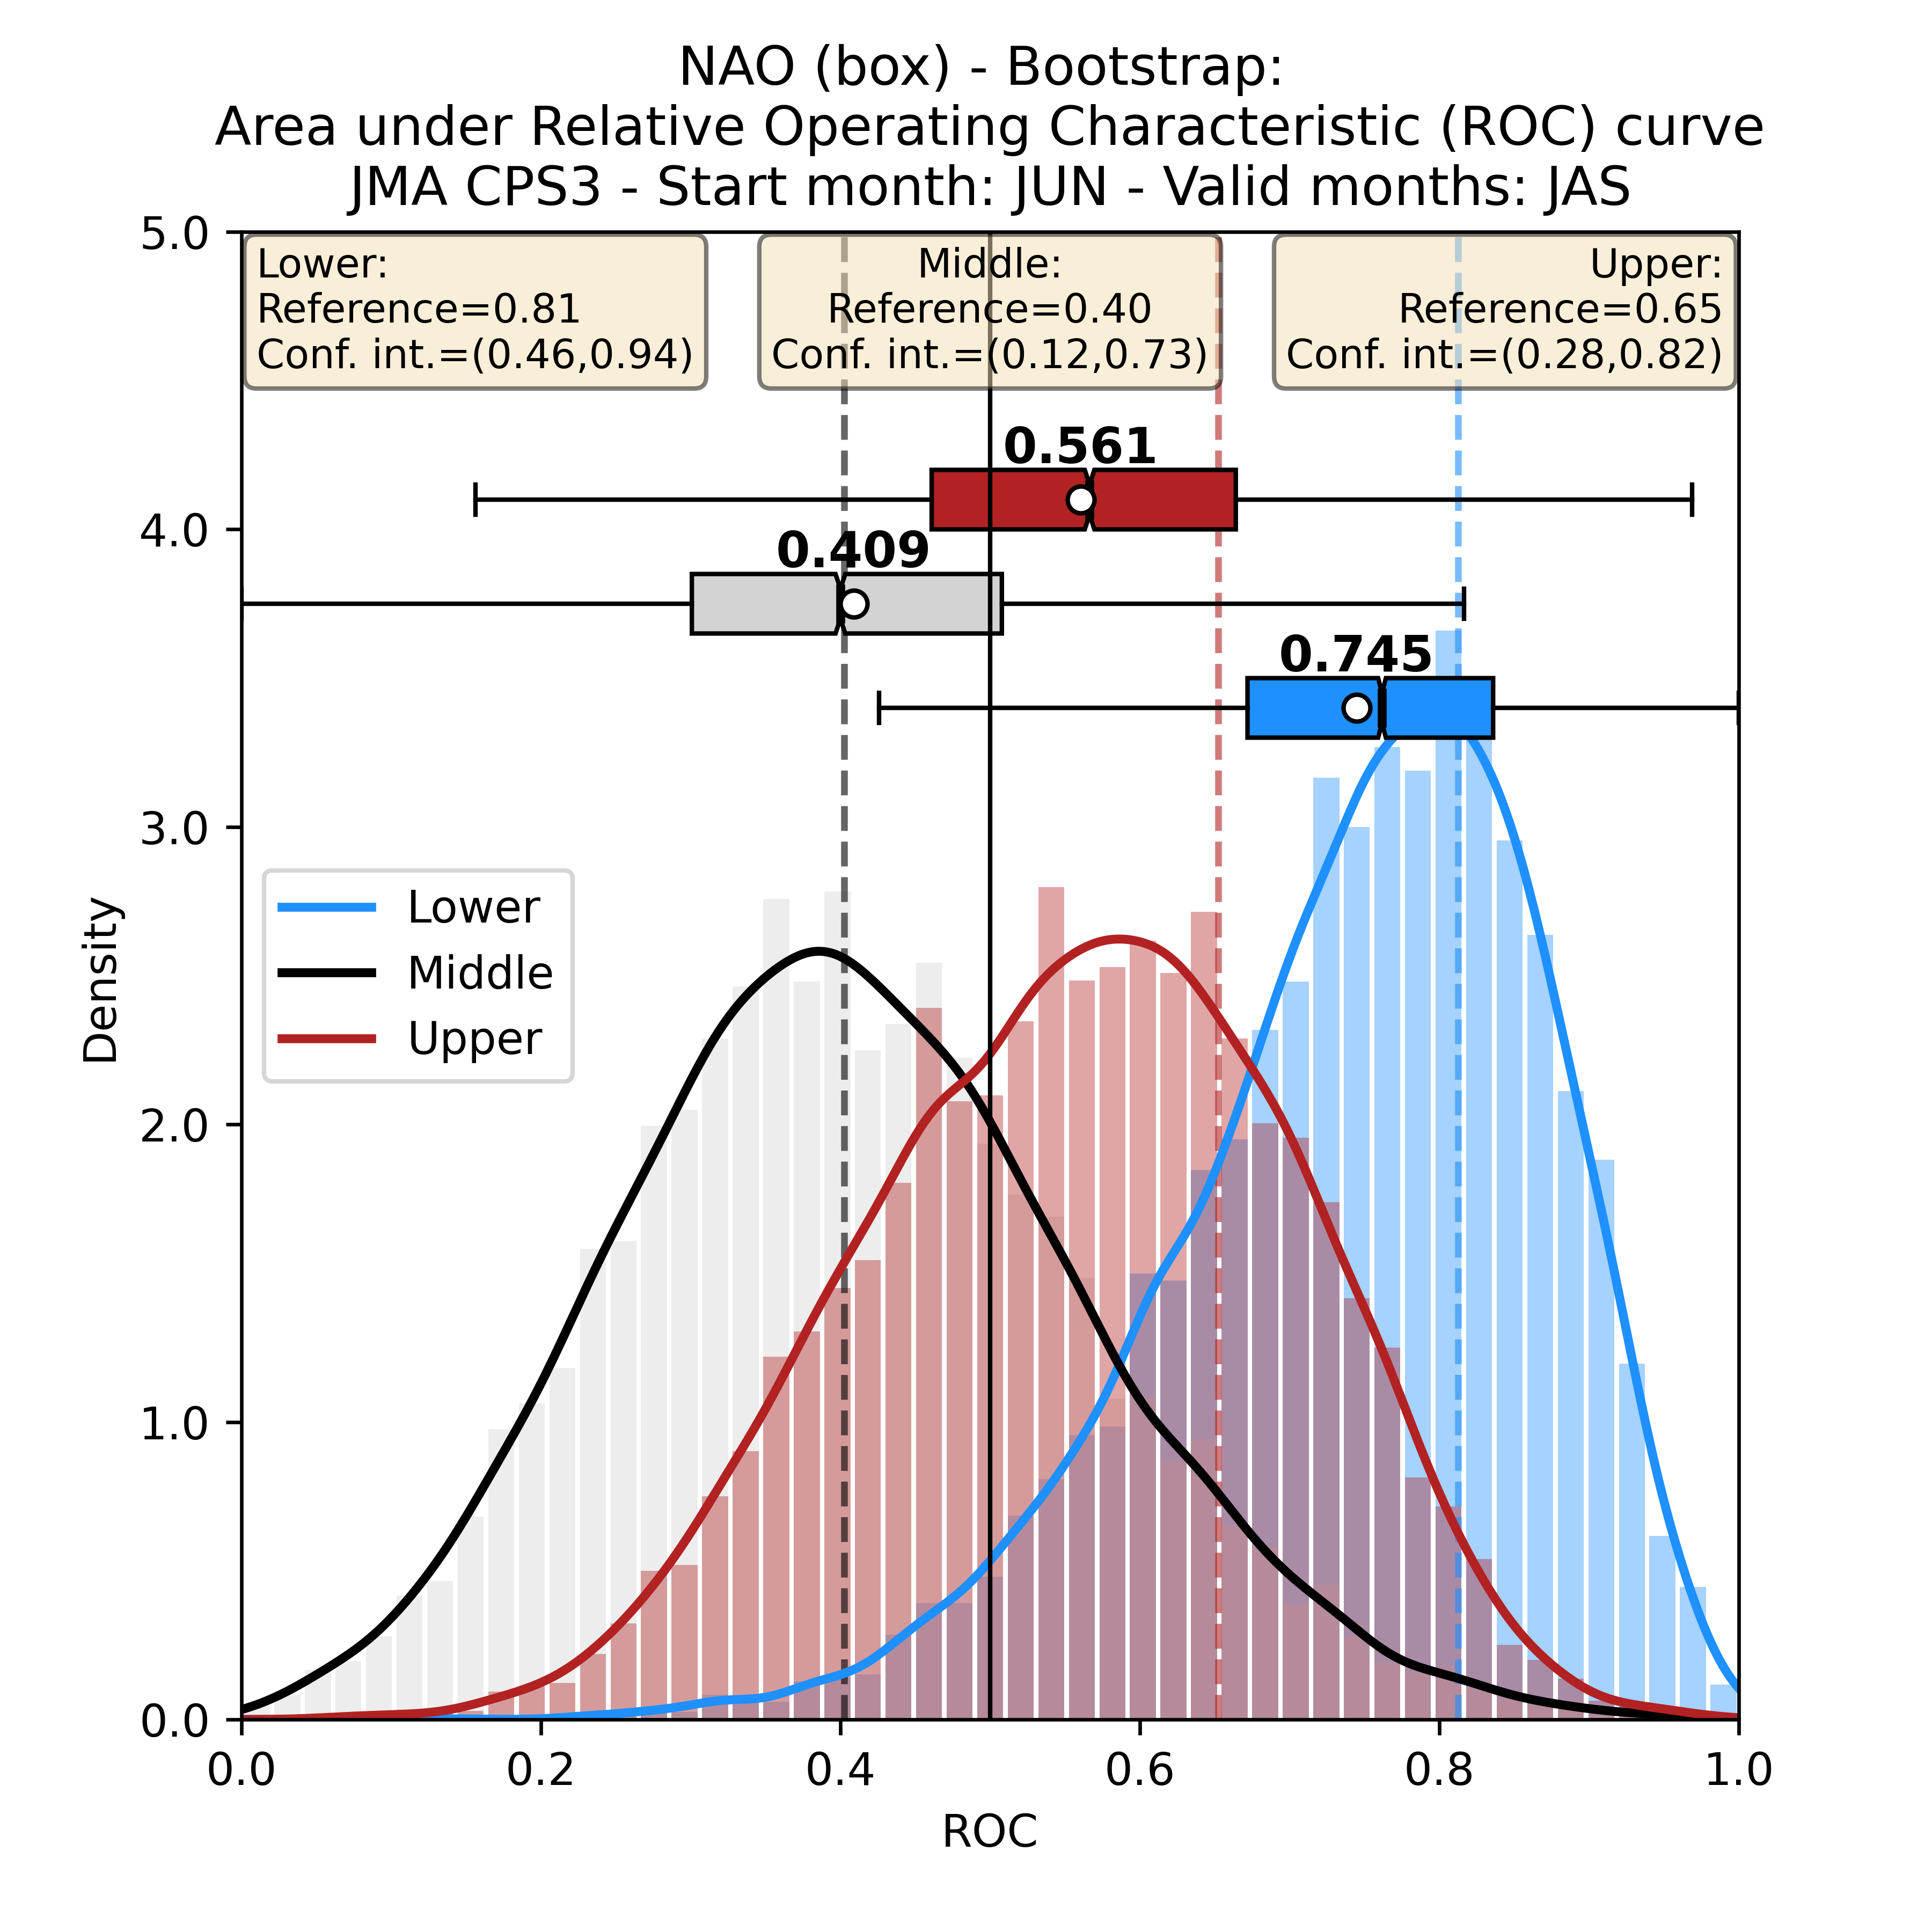 NAO (box) - Bootstrap:
Area under Relative Operating Characteristic (ROC) curve
JMA CPS3 - Start month: JUN - Valid months: JAS
Lower:
Reference=0.81
Conf. int.=(0.46,0.94)
Middle:
Reference=0.40
Conf. int.=(0.12,0.73)
Upper:
Reference=0.65
Conf. int.=(0.28,0.82)
0.561
0.409
0.745
Lower
Middle
Upper
Density
5.0
4.0
3.0
2.0
1.0
0.0
0.0 0.2 0.4 0.6 0.8 1.0
ROC